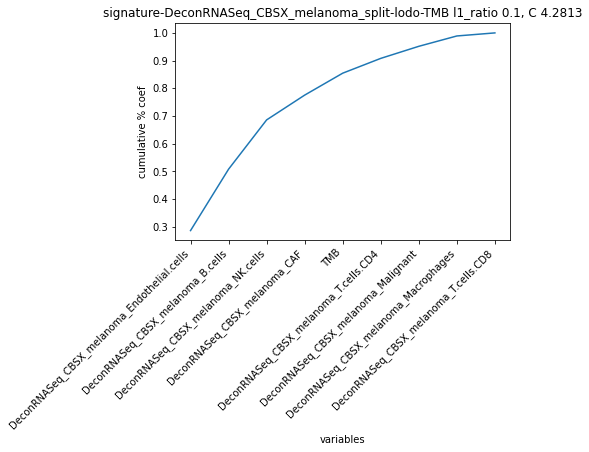 signature-DeconRNASeq_CBSX_melanoma_split-lodo-TMB l1_ratio 0.1, C 4.2813
1.0
0.9
0.8
0.7
0.6
0.5
0.4
0.3
cumulative % coef
DeconRNASeq_CBSX_melanoma_Endothelial.cells
DeconRNASeq_CBSX_melanoma_B.cells
DeconRNASeq_CBSX_melanoma_NK.cells
DeconRNASeq_CBSX_melanoma_CAF
TMB
DeconRNASeq_CBSX_melanoma_T.cells.CD4
DeconRNASeq_CBSX_melanoma_Malignant
DeconRNASeq_CBSX_melanoma_Macrophages
DeconRNASeq_CBSX_melanoma_T.cells.CD8
variables